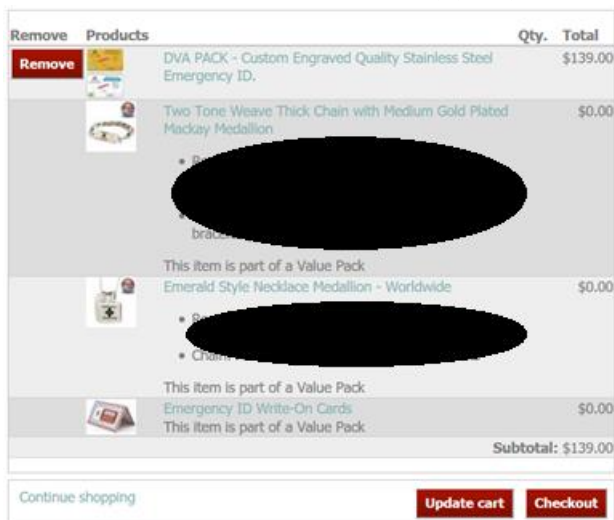 Remove Products Qty. Total
Remove
DVA PACK - Custom Engraved Quality Stainless Steel $139.00
Emergency ID.
Two Tone Weave Thick Chain with Medium Gold Plated $0.00
Mackay Medallion
This item is part of a Value Pack
Emerald Style Necklace Medallion - Worldwide $0.00
This item is part of a Value Pack
Emergency ID Write-On Cards $0.00
This item is part of a Value Pack
Subtotal: $139.00
Continue shopping Update cart Checkout